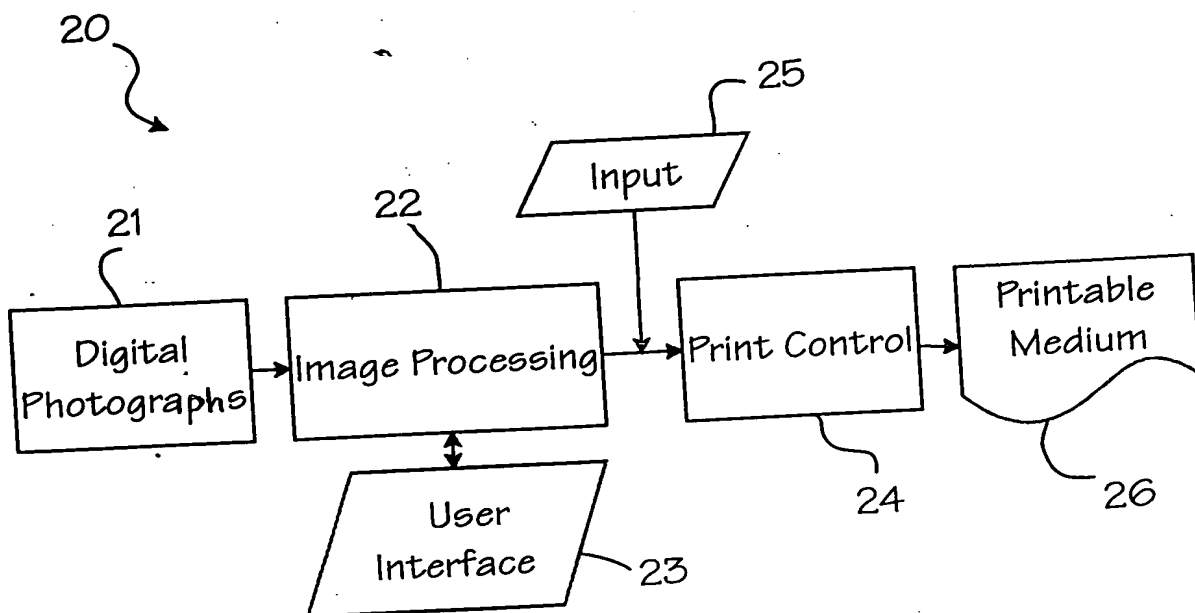 20
25
Input
21
22
Digital
Photographs
Image Processing
Print Control
Printable
Medium
User
Interface
23
24
26